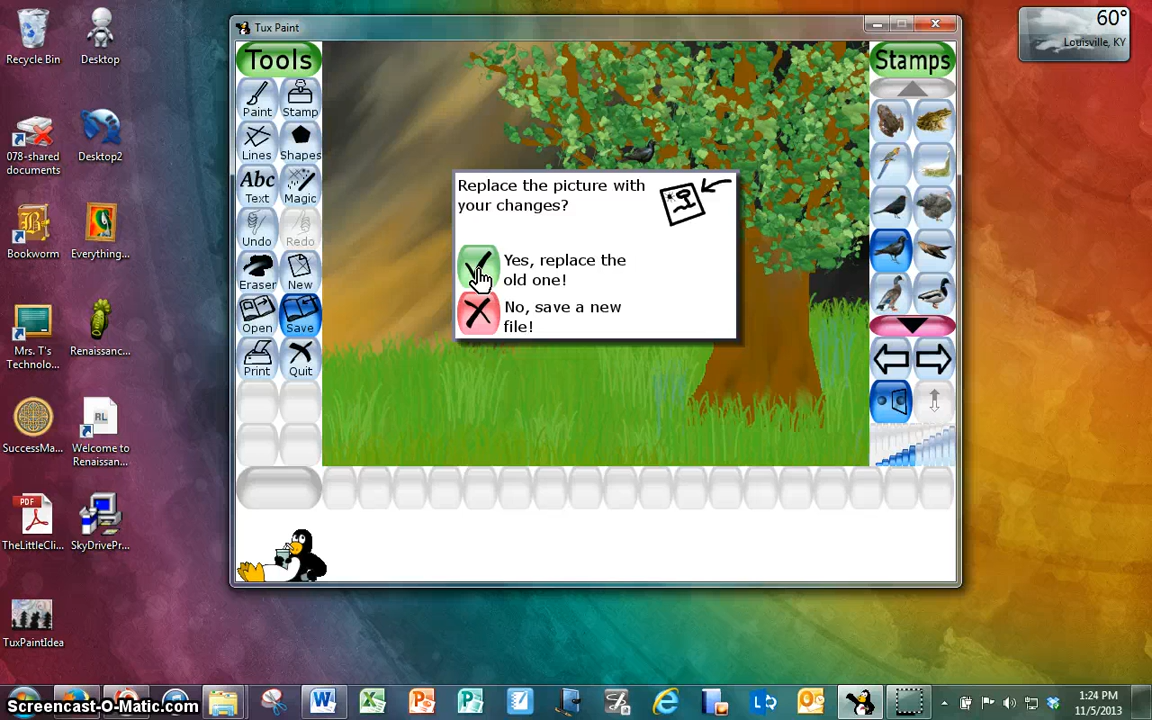 Recycle Bin
Desktop
078-shared
documents
Desktop2
Bookworm
Everything...
Mrs. T's
Technolo...
Renaissanc...
SuccessMa...
RL
Welcome to
Renaissan...
PDF
TheLittleCli...
SkyDrivePr...
TuxPaintIdea
Tux Paint
Tools
Paint
Stamp
Lines
Shapes
Abc
Text
Magic
Undo
Redo
Eraser
New
Open
Save
Print
Quit
Replace the picture with
your changes?
Yes, replace the
old one!
No, save a new
file!
Stamps
60°
Louisville, KY
Screencast-O-Matic.com
1:24 PM
11/5/2013